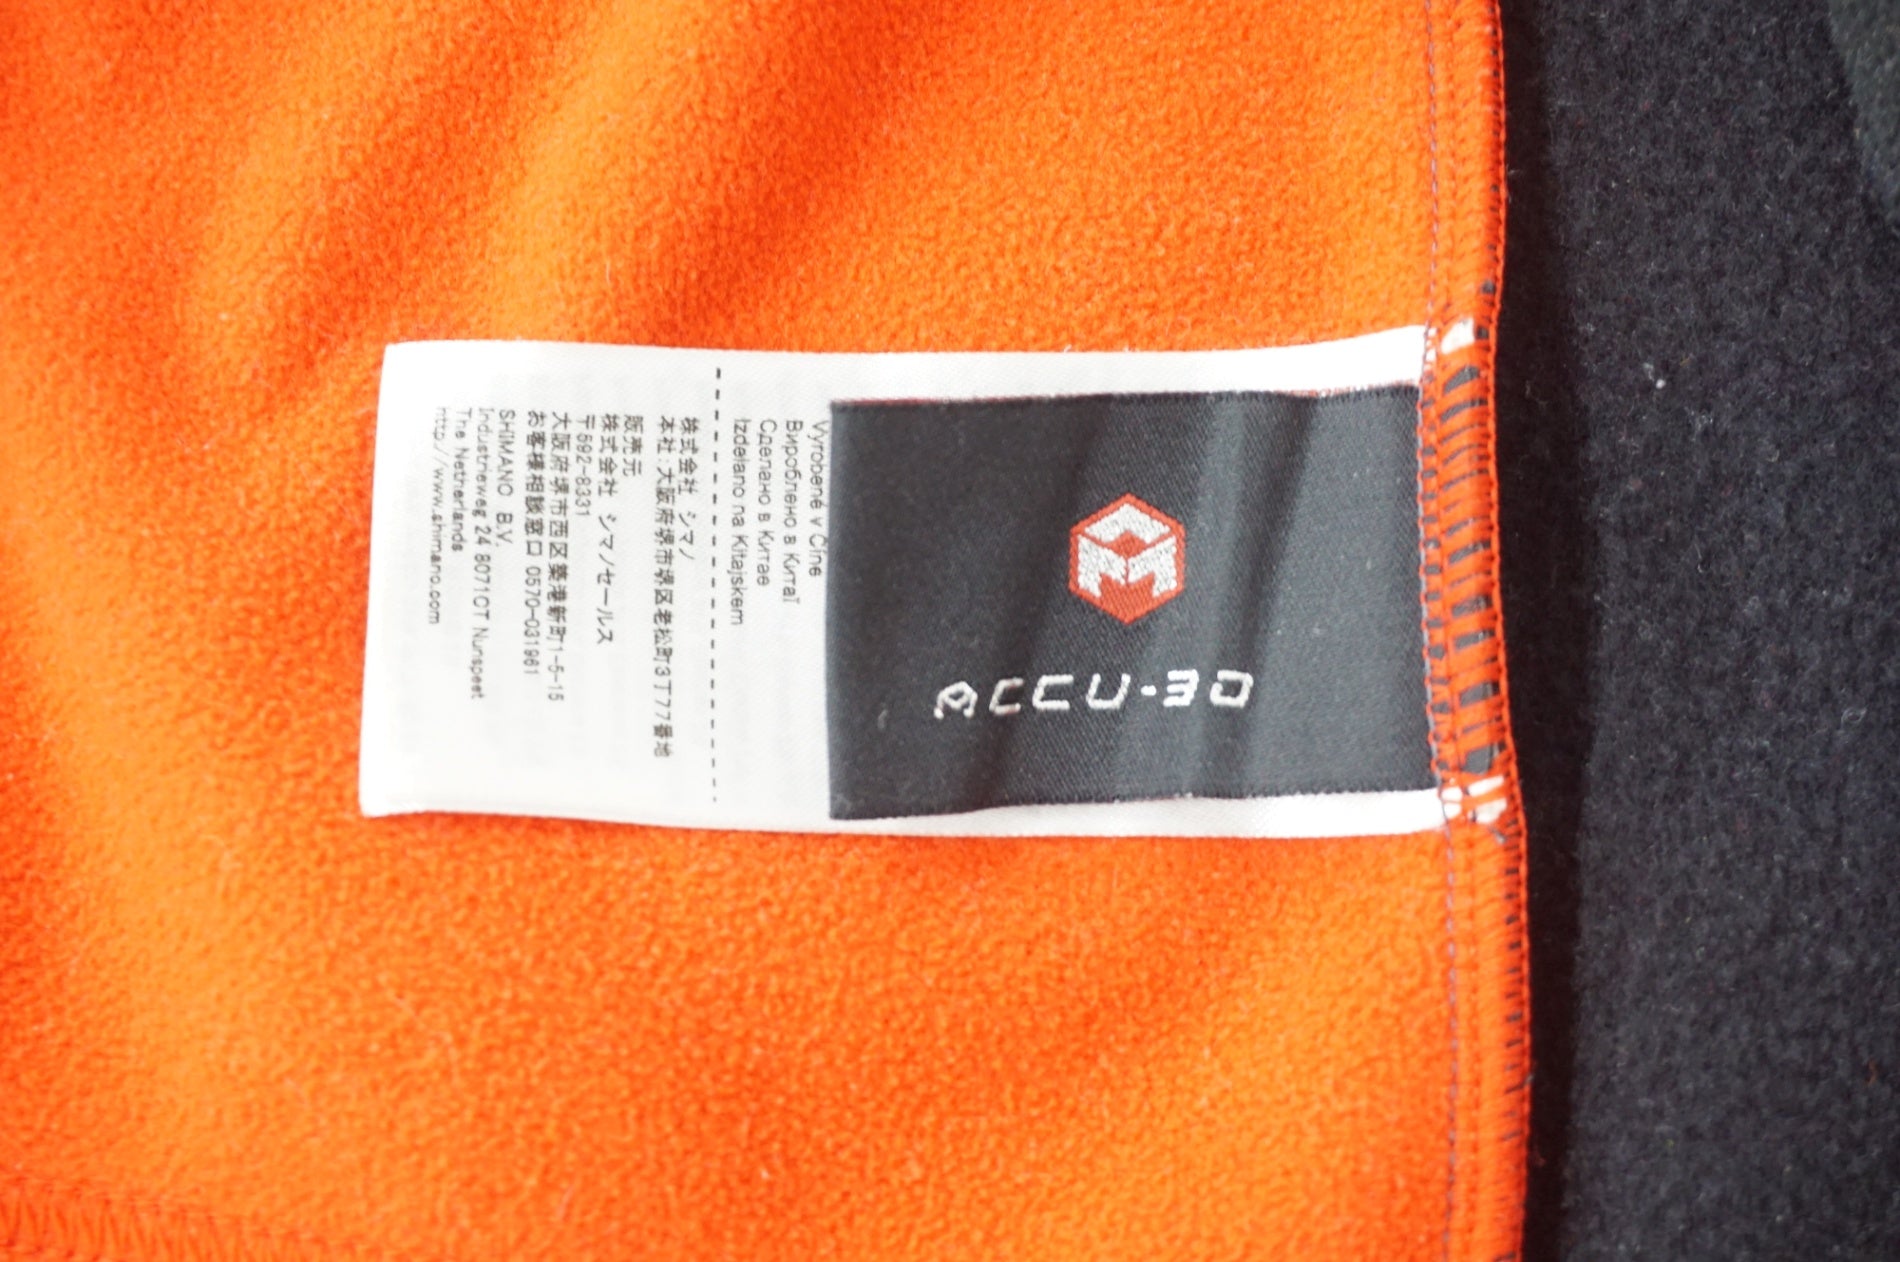 ACCU-3D
Vyrobené v Číne
Вироблено в Китаї
Сделано в Китае
Izdelano na Kitajskem
株式会社 シマノ
本社:大阪府堺市堺区老松町3丁77番地
販売元
株式会社 シマノセールス
〒592-8331
大阪府堺市西区築港新町1-5-15
お客様相談窓口 0570-031961
SHIMANO B.V.
Industrieweg 24 8071CT Nunspeet
The Netherlands
http://www.shimano.com